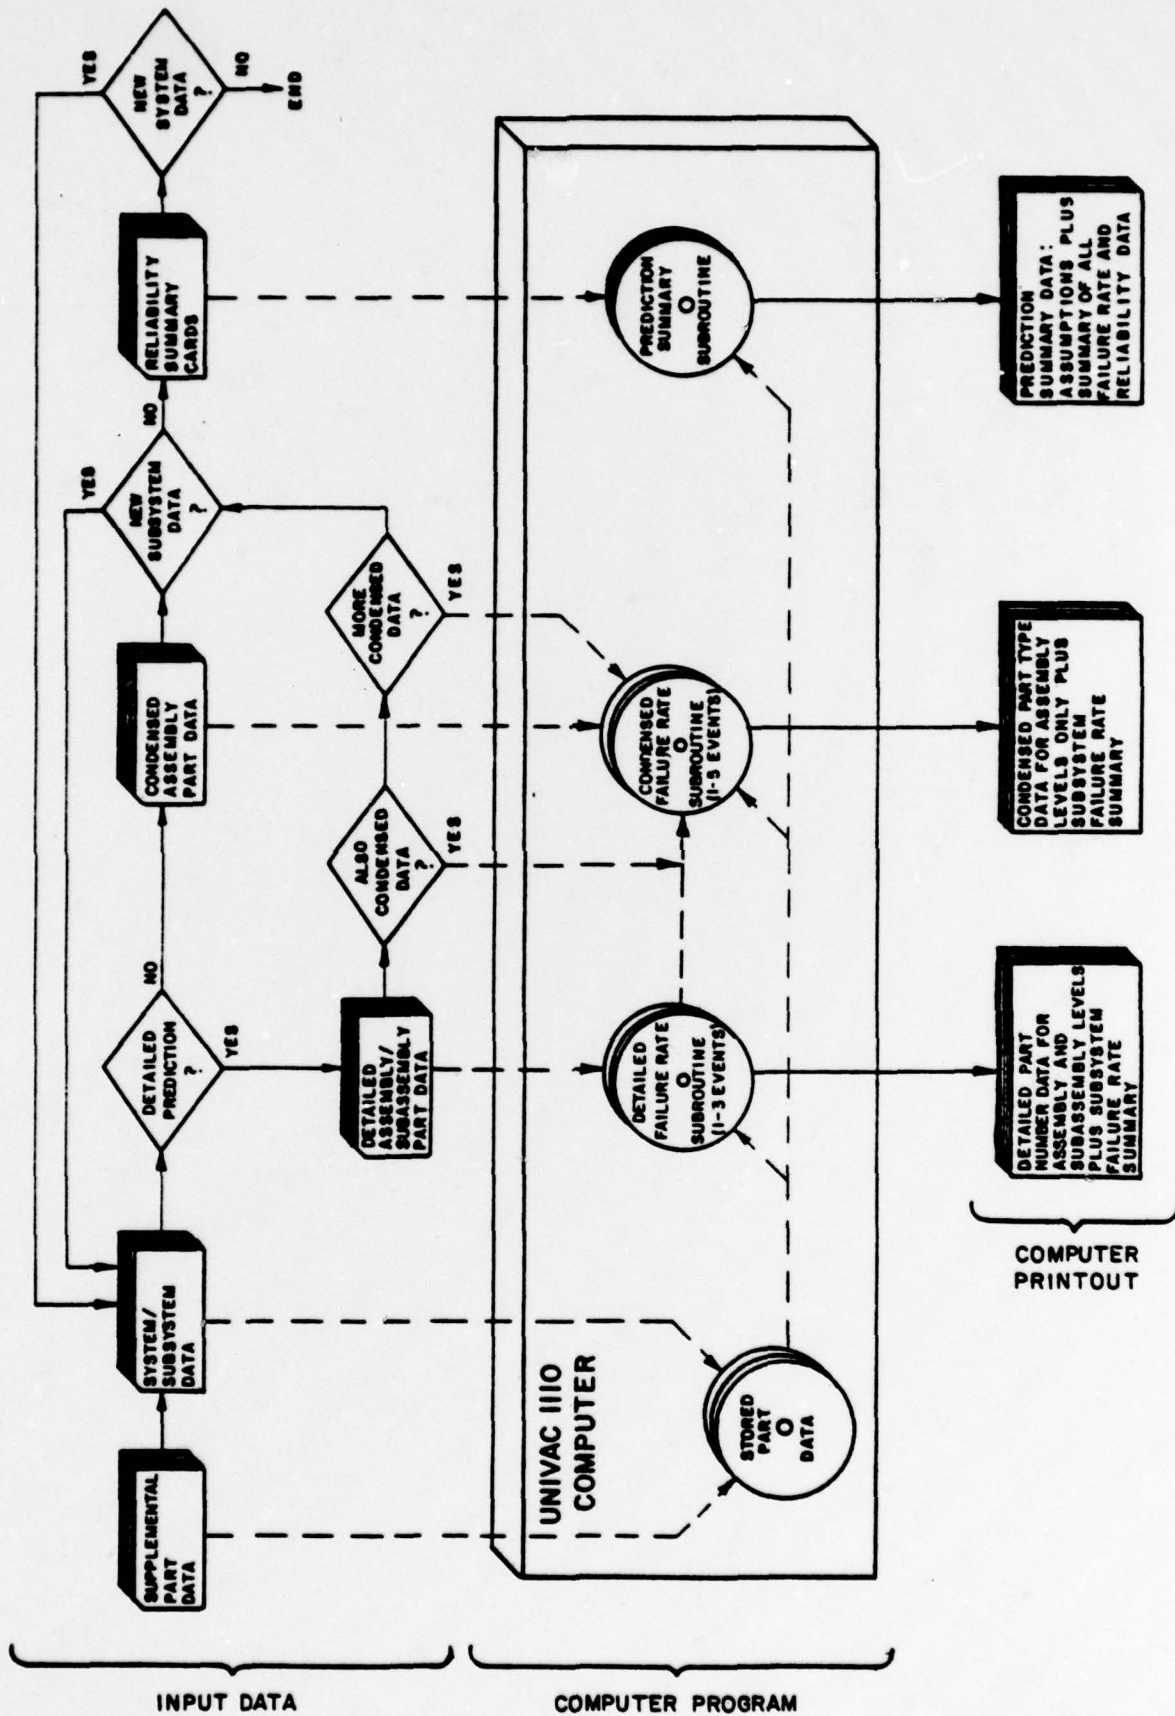 INPUT DATA
SUPPLEMENTAL
PART
DATA
SYSTEM/
SUBSYSTEM
DATA
DETAILED
PREDICTION
?
NO
YES
CONDENSED
ASSEMBLY
PART DATA
NEW
SUBSYSTEM
DATA
?
YES
NO
RELIABILITY
SUMMARY
CARDS
NEW
SYSTEM
DATA
?
YES
NO
END
DETAILED
ASSEMBLY/
SUBASSEMBLY
PART DATA
ALSO
CONDENSED
DATA
?
YES
MORE
CONDENSED
DATA
?
YES
COMPUTER PROGRAM
UNIVAC 1110
COMPUTER
STORED
PART
DATA
DETAILED
FAILURE RATE
SUBROUTINE
(1-3 EVENTS)
CONDENSED
FAILURE RATE
SUBROUTINE
(1-5 EVENTS)
PREDICTION
SUMMARY
SUBROUTINE
COMPUTER
PRINTOUT
DETAILED PART
NUMBER DATA FOR
ASSEMBLY AND
SUBASSEMBLY LEVELS
PLUS SUBSYSTEM
FAILURE RATE
SUMMARY
CONDENSED PART TYPE
DATA FOR ASSEMBLY
LEVELS ONLY PLUS
SUBSYSTEM
FAILURE RATE
SUMMARY
PREDICTION
SUMMARY DATA:
ASSUMPTIONS PLUS
SUMMARY OF ALL
FAILURE RATE AND
RELIABILITY DATA